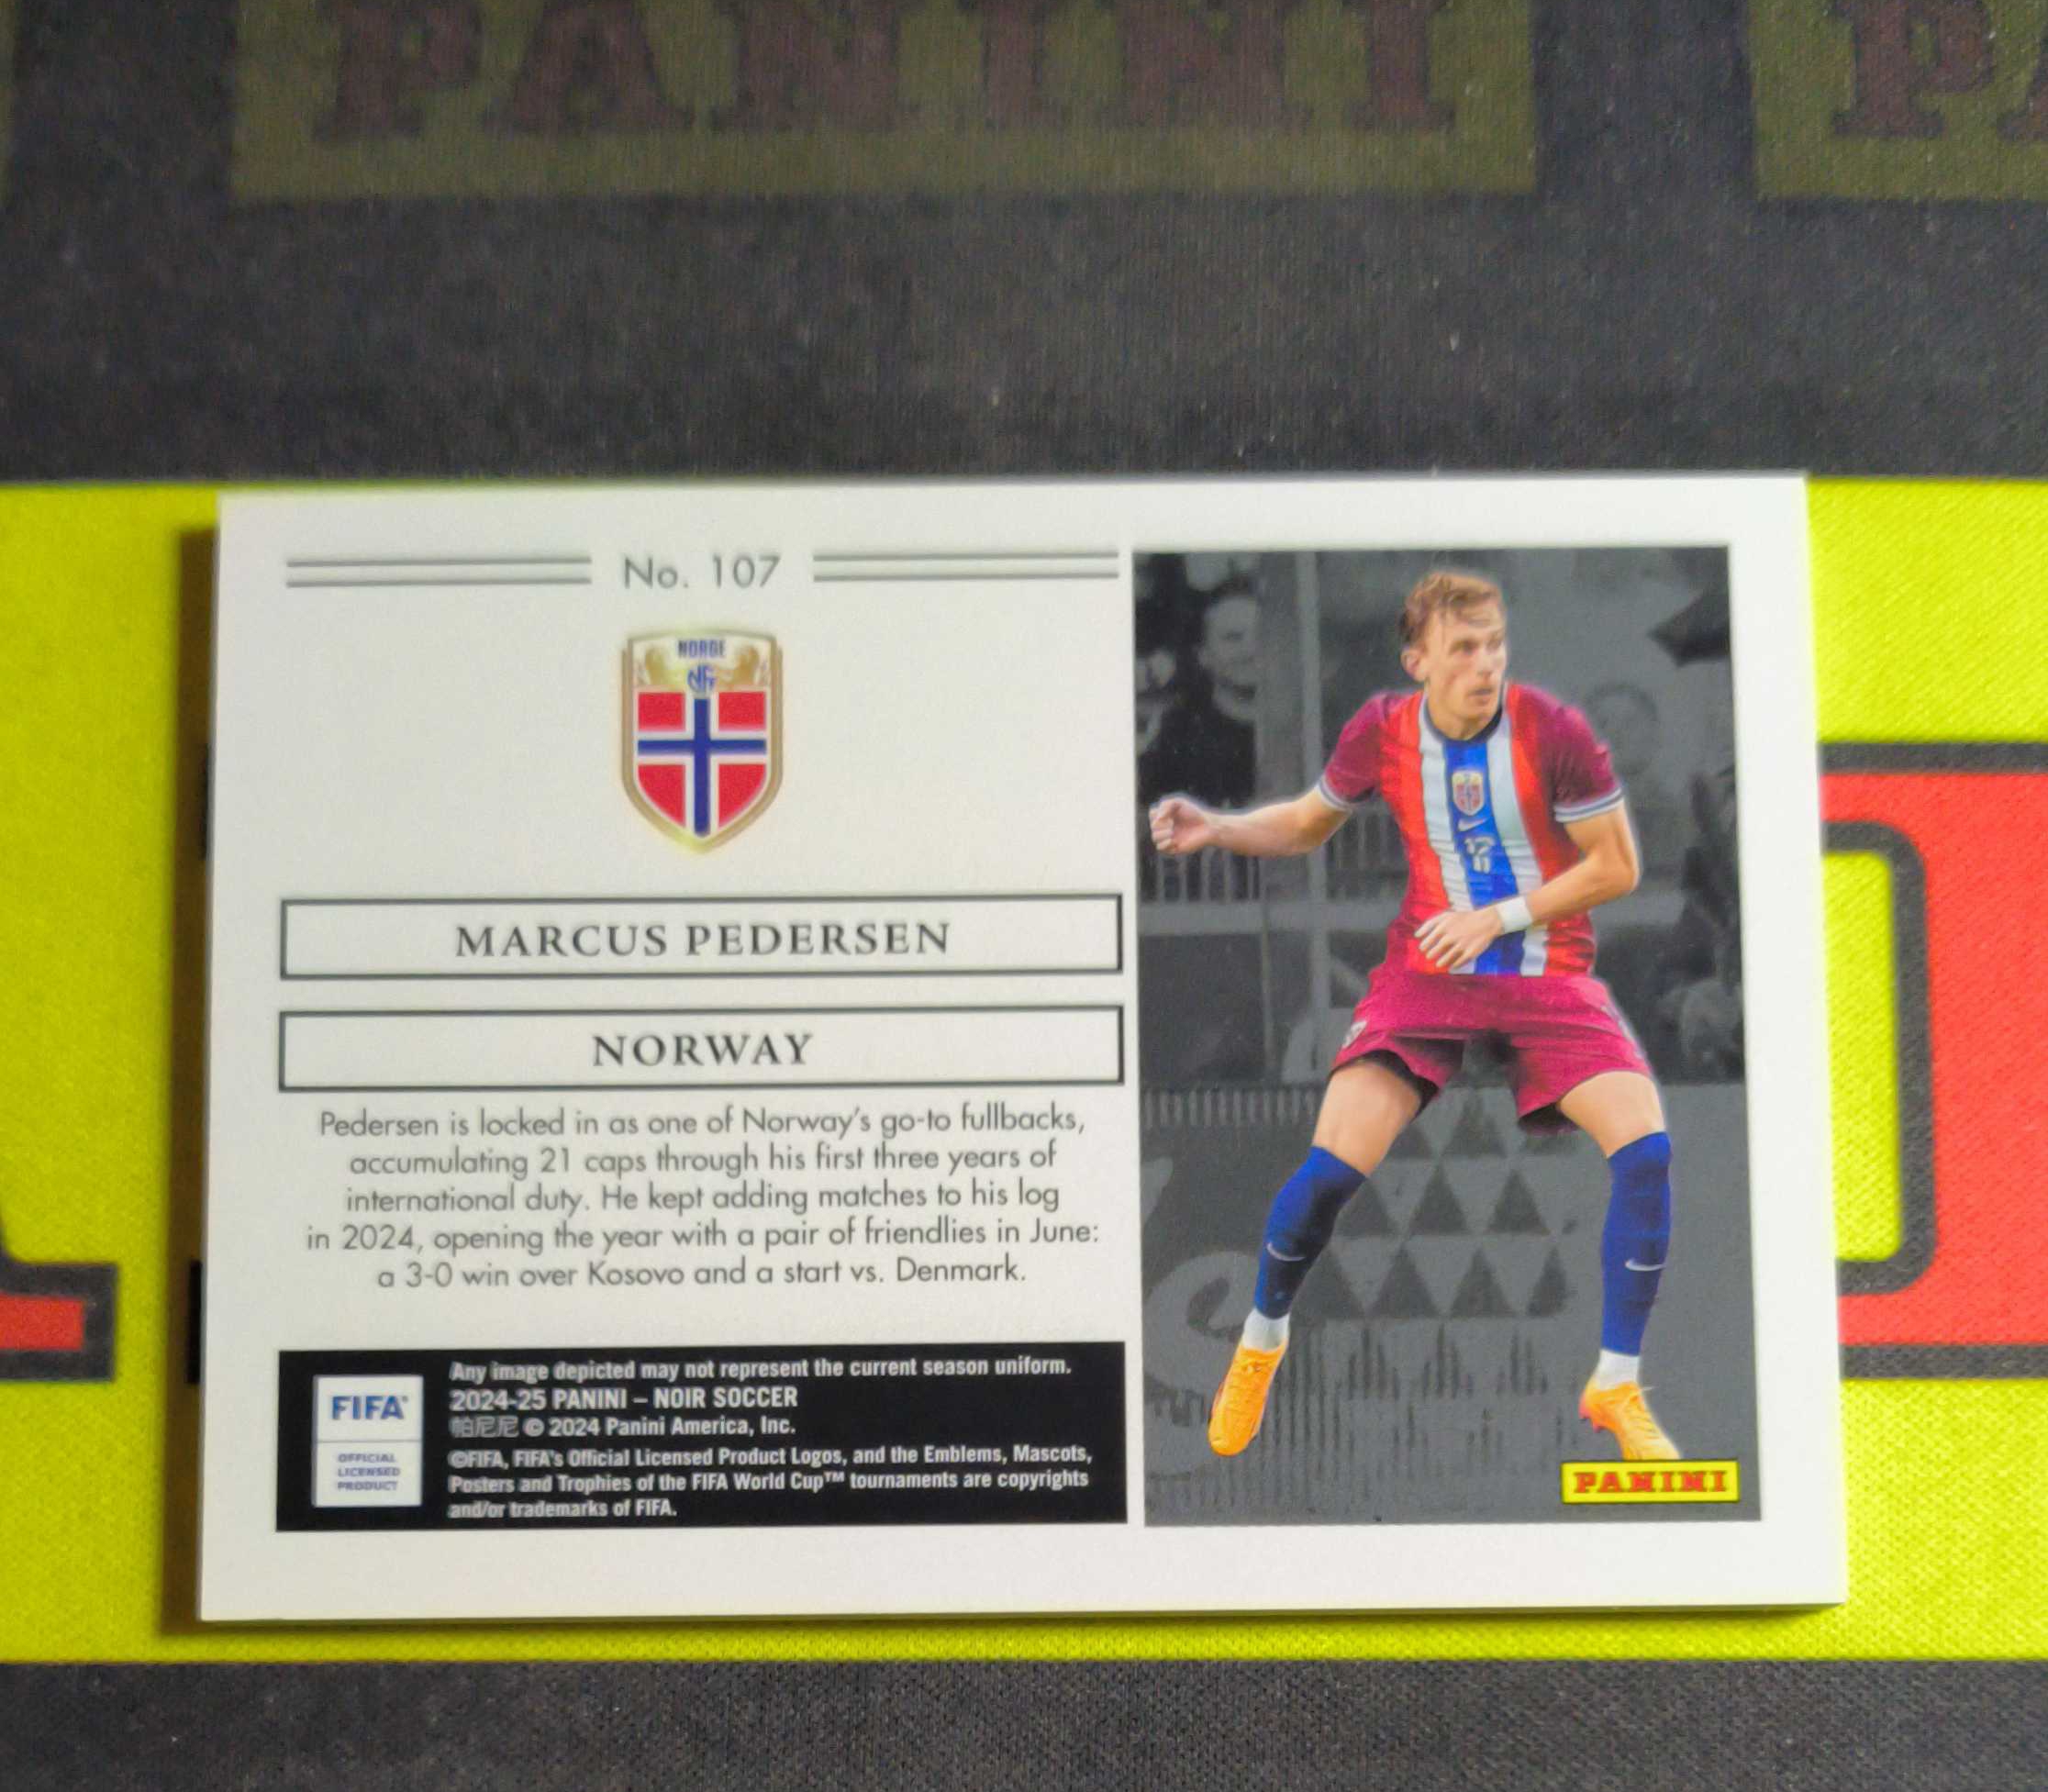 PANINI
No. 107
NORGE
MARCUS PEDERSEN
NORWAY
Pedersen is locked in as one of Norway's go-to fullbacks,
accumulating 21 caps through his first three years of
international duty. He kept adding matches to his log
in 2024, opening the year with a pair of friendlies in June:
a 3-0 win over Kosovo and a start vs. Denmark.
FIFA®
OFFICIAL
LICENSED
PRODUCT
Any image depicted may not represent the current season uniform.
2024-25 PANINI – NOIR SOCCER
帕尼尼 © 2024 Panini America, Inc.
©FIFA, FIFA's Official Licensed Product Logos, and the Emblems, Mascots,
Posters and Trophies of the FIFA World Cup™ tournaments are copyrights
and/or trademarks of FIFA.
PANINI